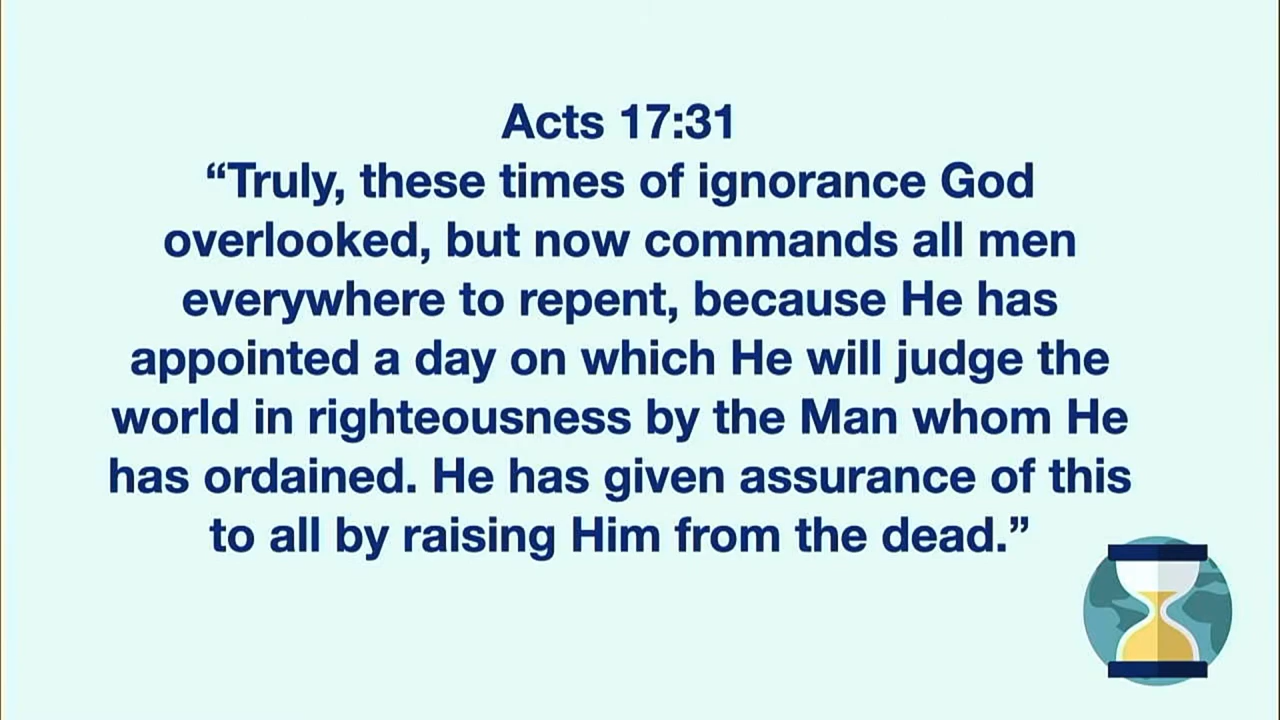 Acts 17:31
“Truly, these times of ignorance God
overlooked, but now commands all men
everywhere to repent, because He has
appointed a day on which He will judge the
world in righteousness by the Man whom He
has ordained. He has given assurance of this
to all by raising Him from the dead.”